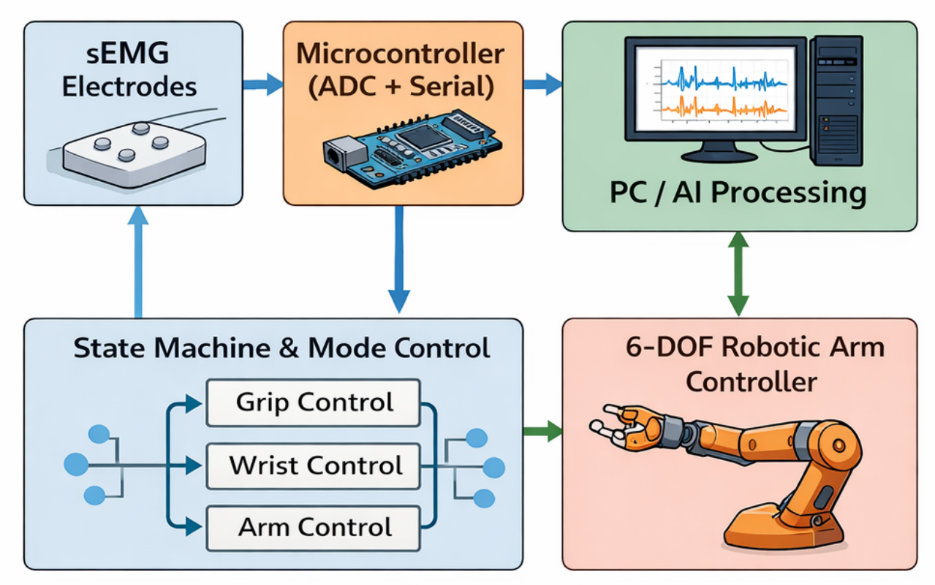 sEMG
Electrodes
Microcontroller
(ADC + Serial)
PC / AI Processing
State Machine & Mode Control
Grip Control
Wrist Control
Arm Control
6-DOF Robotic Arm
Controller